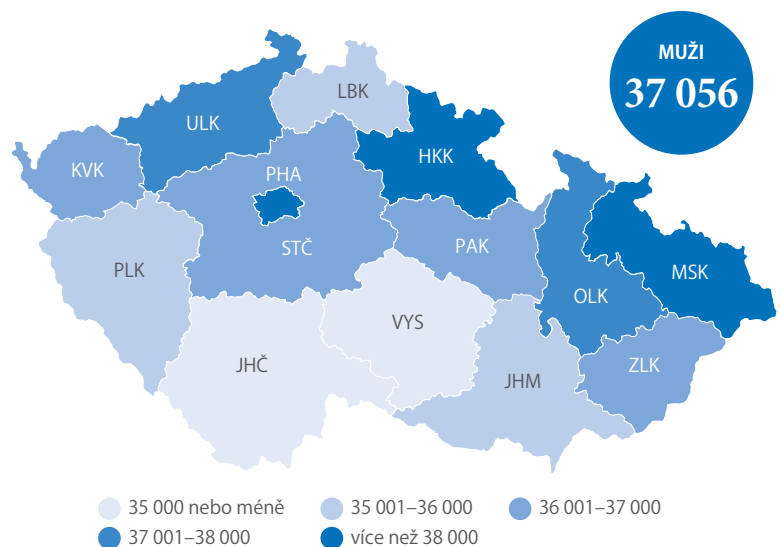 MUŽI
37 056
LBK
ULK
HKK
KVK
PHA
STČ
PAK
PLK
MSK
OLK
VYS
JHČ
ZLK
JHM
35 000 nebo méně
35 001–36 000
36 001–37 000
37 001–38 000
více než 38 000